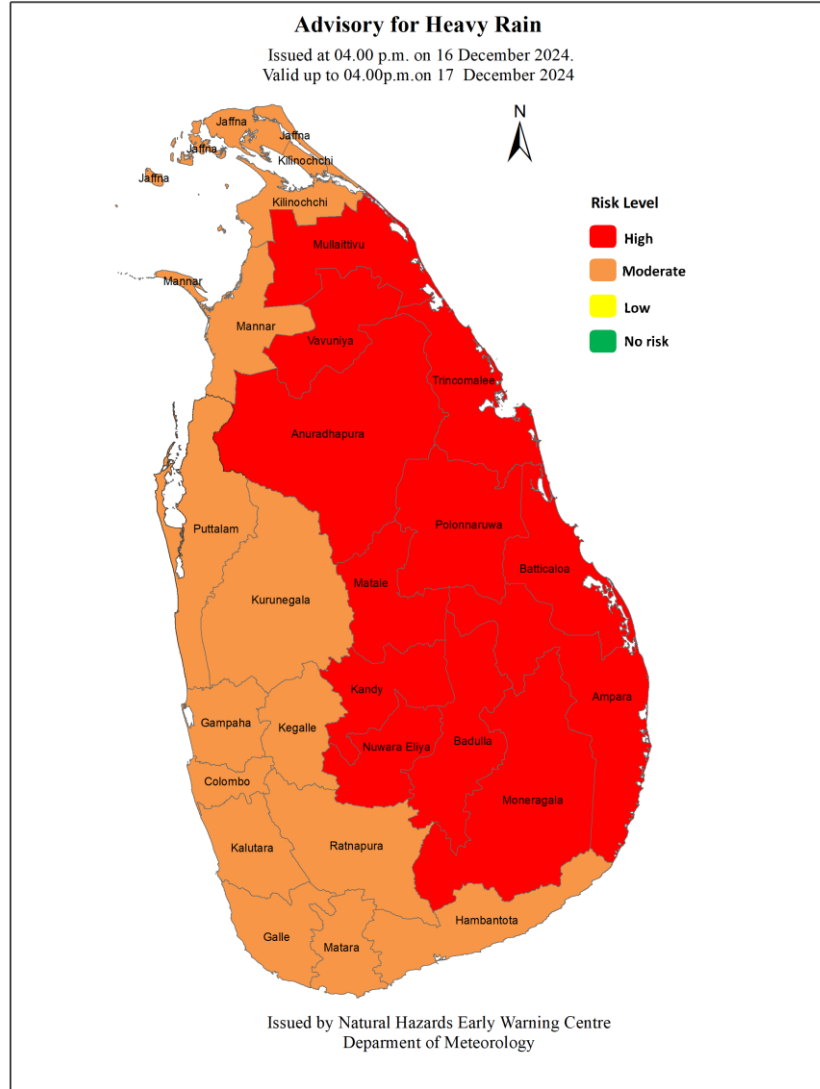 Advisory for Heavy Rain
Issued at 04.00 p.m. on 16 December 2024.
Valid up to 04.00p.m.on 17 December 2024
N
Jaffna
Jaffna
Jaffna
Kilinochchi
Jaffna
Kilinochchi
Risk Level
High
Moderate
Low
No risk
Mullaittivu
Mannar
Mannar
Vavuniya
Trincomalee
Anuradhapura
Puttalam
Polonnaruwa
Batticaloa
Matale
Kurunegala
Kandy
Ampara
Gampaha
Kegalle
Nuwara Eliya
Badulla
Colombo
Moneragala
Kalutara
Ratnapura
Hambantota
Galle
Matara
Issued by Natural Hazards Early Warning Centre
Deparment of Meteorology